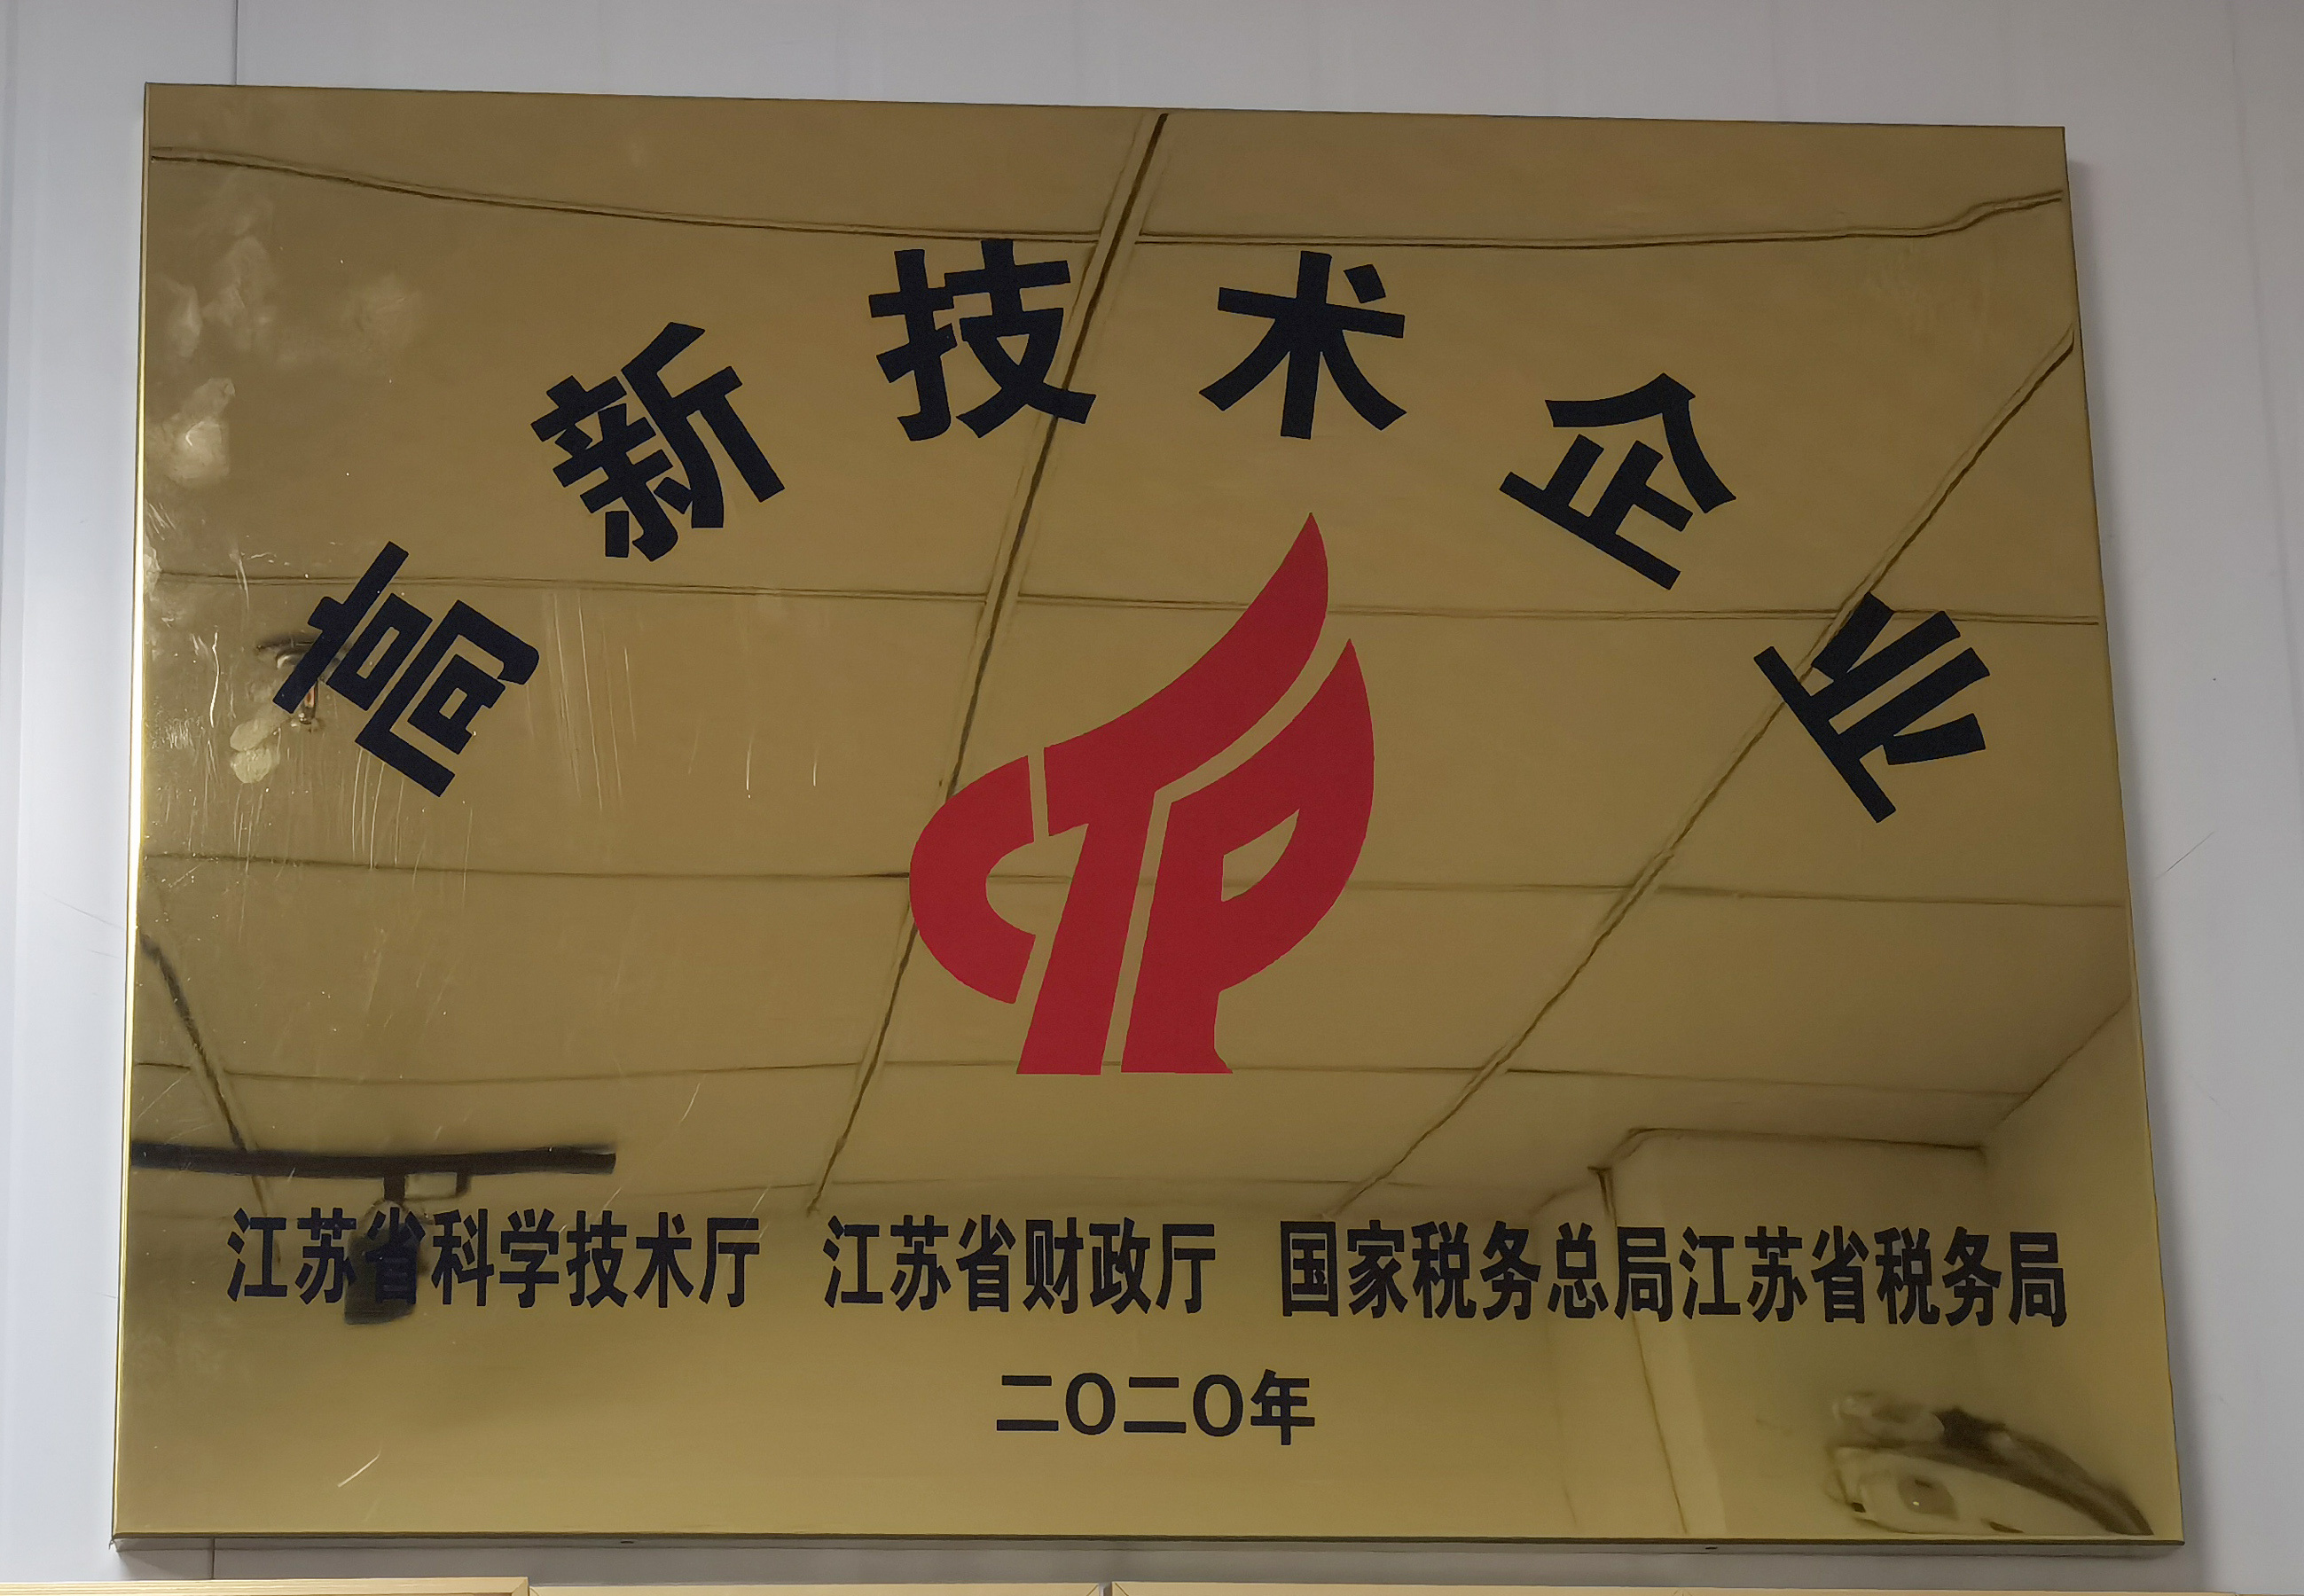 高新技术企业
CTP
江苏省科学技术厅 江苏省财政厅 国家税务总局江苏省税务局
二〇二〇年